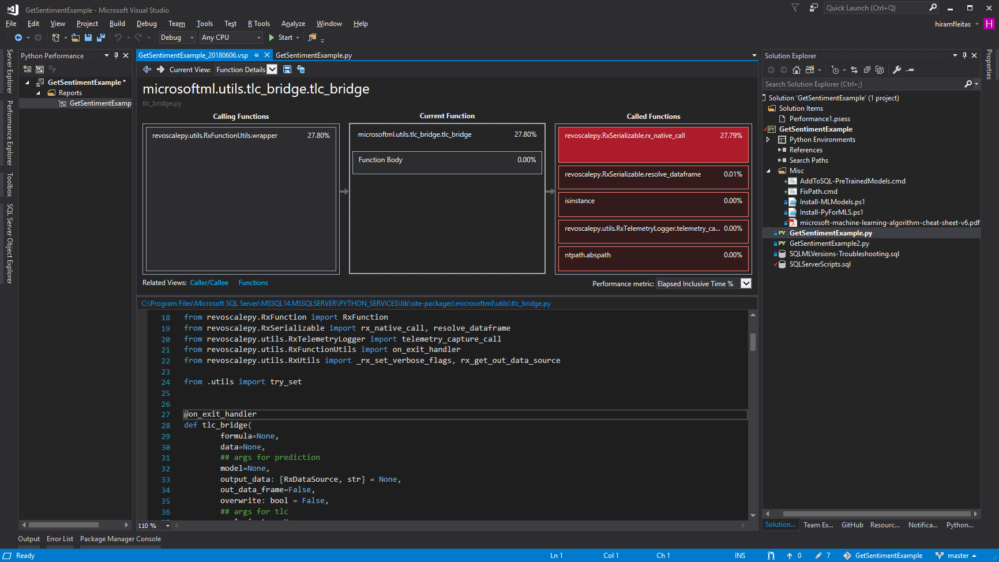 GetSentimentExample - Microsoft Visual Studio
Quick Launch (Ctrl+Q)
File Edit View Project Build Debug Team Tools Test R Tools Analyze Window Help
hiramfleitas H
Debug Any CPU Start
Server Explorer
Performance Explorer
Toolbox
SQL Server Object Explorer
Python Performance
GetSentimentExample *
Reports
GetSentimentExamp
GetSentimentExample_20180606.vsp GetSentimentExample.py
Current View: Function Details
microsoftml.utils.tlc_bridge.tlc_bridge
tlc_bridge.py
Calling Functions
revoscalepy.utils.RxFunctionUtils.wrapper 27.80%
Current Function
microsoftml.utils.tlc_bridge.tlc_bridge 27.80%
Function Body 0.00%
Called Functions
revoscalepy.RxSerializable.rx_native_call 27.79%
revoscalepy.RxSerializable.resolve_dataframe 0.01%
isinstance 0.00%
revoscalepy.utils.RxTelemetryLogger.telemetry_ca... 0.00%
ntpath.abspath 0.00%
Related Views: Caller/Callee Functions
Performance metric: Elapsed Inclusive Time %
C:\Program Files\Microsoft SQL Server\MSSQL14.MSSQLSERVER\PYTHON_SERVICES\lib\site-packages\microsoftml\utils\tlc_bridge.py
18 from revoscalepy.RxFunction import RxFunction
19 from revoscalepy.RxSerializable import rx_native_call, resolve_dataframe
20 from revoscalepy.utils.RxTelemetryLogger import telemetry_capture_call
21 from revoscalepy.utils.RxFunctionUtils import on_exit_handler
22 from revoscalepy.utils.RxUtils import _rx_set_verbose_flags, rx_get_out_data_source
23
24 from .utils import try_set
25
26
27 @on_exit_handler
28 def tlc_bridge(
29 formula=None,
30 data=None,
31 ## args for prediction
32 model=None,
33 output_data: [RxDataSource, str] = None,
34 out_data_frame=False,
35 overwrite: bool = False,
36 ## args for tlc
110 %
Solution Explorer
Search Solution Explorer (Ctrl+;)
Solution 'GetSentimentExample' (1 project)
Solution Items
Performance1.psess
PY GetSentimentExample
Python Environments
References
Search Paths
Misc
AddToSQL-PreTrainedModels.cmd
FixPath.cmd
Install-MLModels.ps1
Install-PyForMLS.ps1
microsoft-machine-learning-algorithm-cheat-sheet-v6.pdf
PY GetSentimentExample.py
PY GetSentimentExample2.py
SQLMLVersions-Troubleshooting.sql
SQLServerScripts.sql
Solution... Team Ex... GitHub Resourc... Notifica... Python...
Properties
Output Error List Package Manager Console
Ready Ln 1 Col 1 Ch 1 INS 0 7 GetSentimentExample master